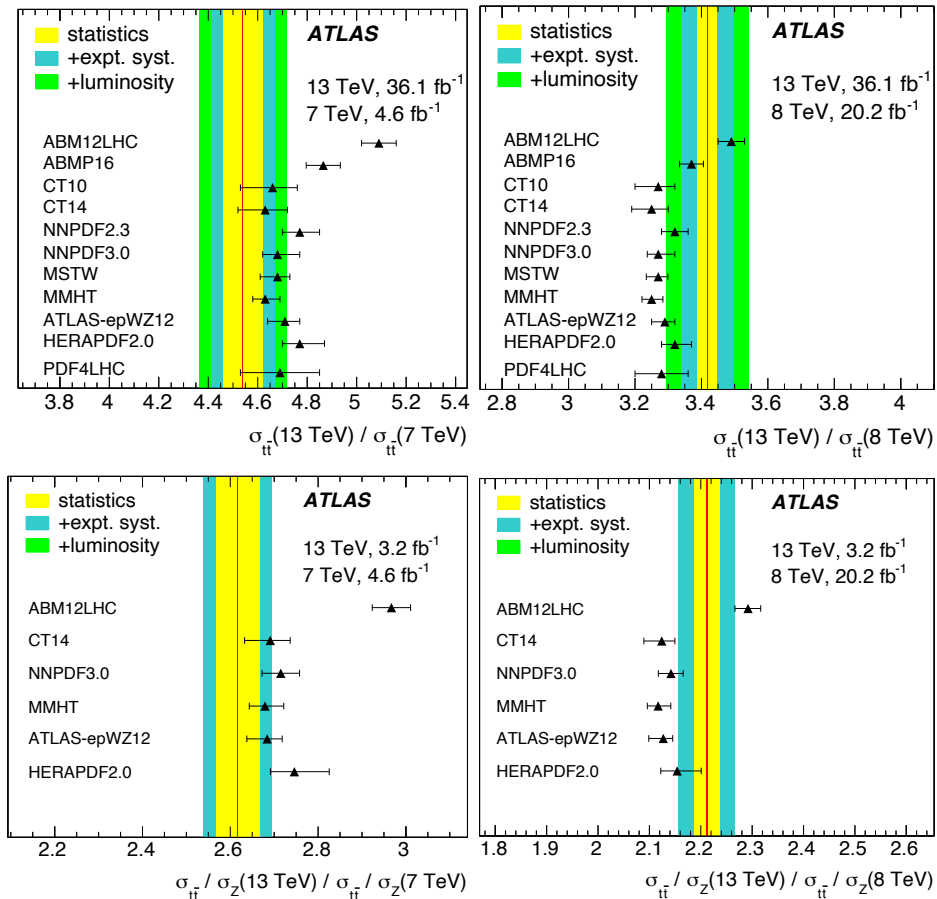 statistics
+expt. syst.
+luminosity
ATLAS
13 TeV, 36.1 fb⁻¹
7 TeV, 4.6 fb⁻¹
ABM12LHC
ABMP16
CT10
CT14
NNPDF2.3
NNPDF3.0
MSTW
MMHT
ATLAS-epWZ12
HERAPDF2.0
PDF4LHC
3.8 4 4.2 4.4 4.6 4.8 5 5.2 5.4
σtt̄(13 TeV) / σtt̄(7 TeV)
statistics
+expt. syst.
+luminosity
ATLAS
13 TeV, 36.1 fb⁻¹
8 TeV, 20.2 fb⁻¹
ABM12LHC
ABMP16
CT10
CT14
NNPDF2.3
NNPDF3.0
MSTW
MMHT
ATLAS-epWZ12
HERAPDF2.0
PDF4LHC
2.8 3 3.2 3.4 3.6 3.8 4
σtt̄(13 TeV) / σtt̄(8 TeV)
statistics
+expt. syst.
+luminosity
ATLAS
13 TeV, 3.2 fb⁻¹
7 TeV, 4.6 fb⁻¹
ABM12LHC
CT14
NNPDF3.0
MMHT
ATLAS-epWZ12
HERAPDF2.0
2.2 2.4 2.6 2.8 3
σtt̄ / σZ(13 TeV) / σtt̄ / σZ(7 TeV)
statistics
+expt. syst.
+luminosity
ATLAS
13 TeV, 3.2 fb⁻¹
8 TeV, 20.2 fb⁻¹
ABM12LHC
CT14
NNPDF3.0
MMHT
ATLAS-epWZ12
HERAPDF2.0
1.8 1.9 2 2.1 2.2 2.3 2.4 2.5 2.6
σtt̄ / σZ(13 TeV) / σtt̄ / σZ(8 TeV)